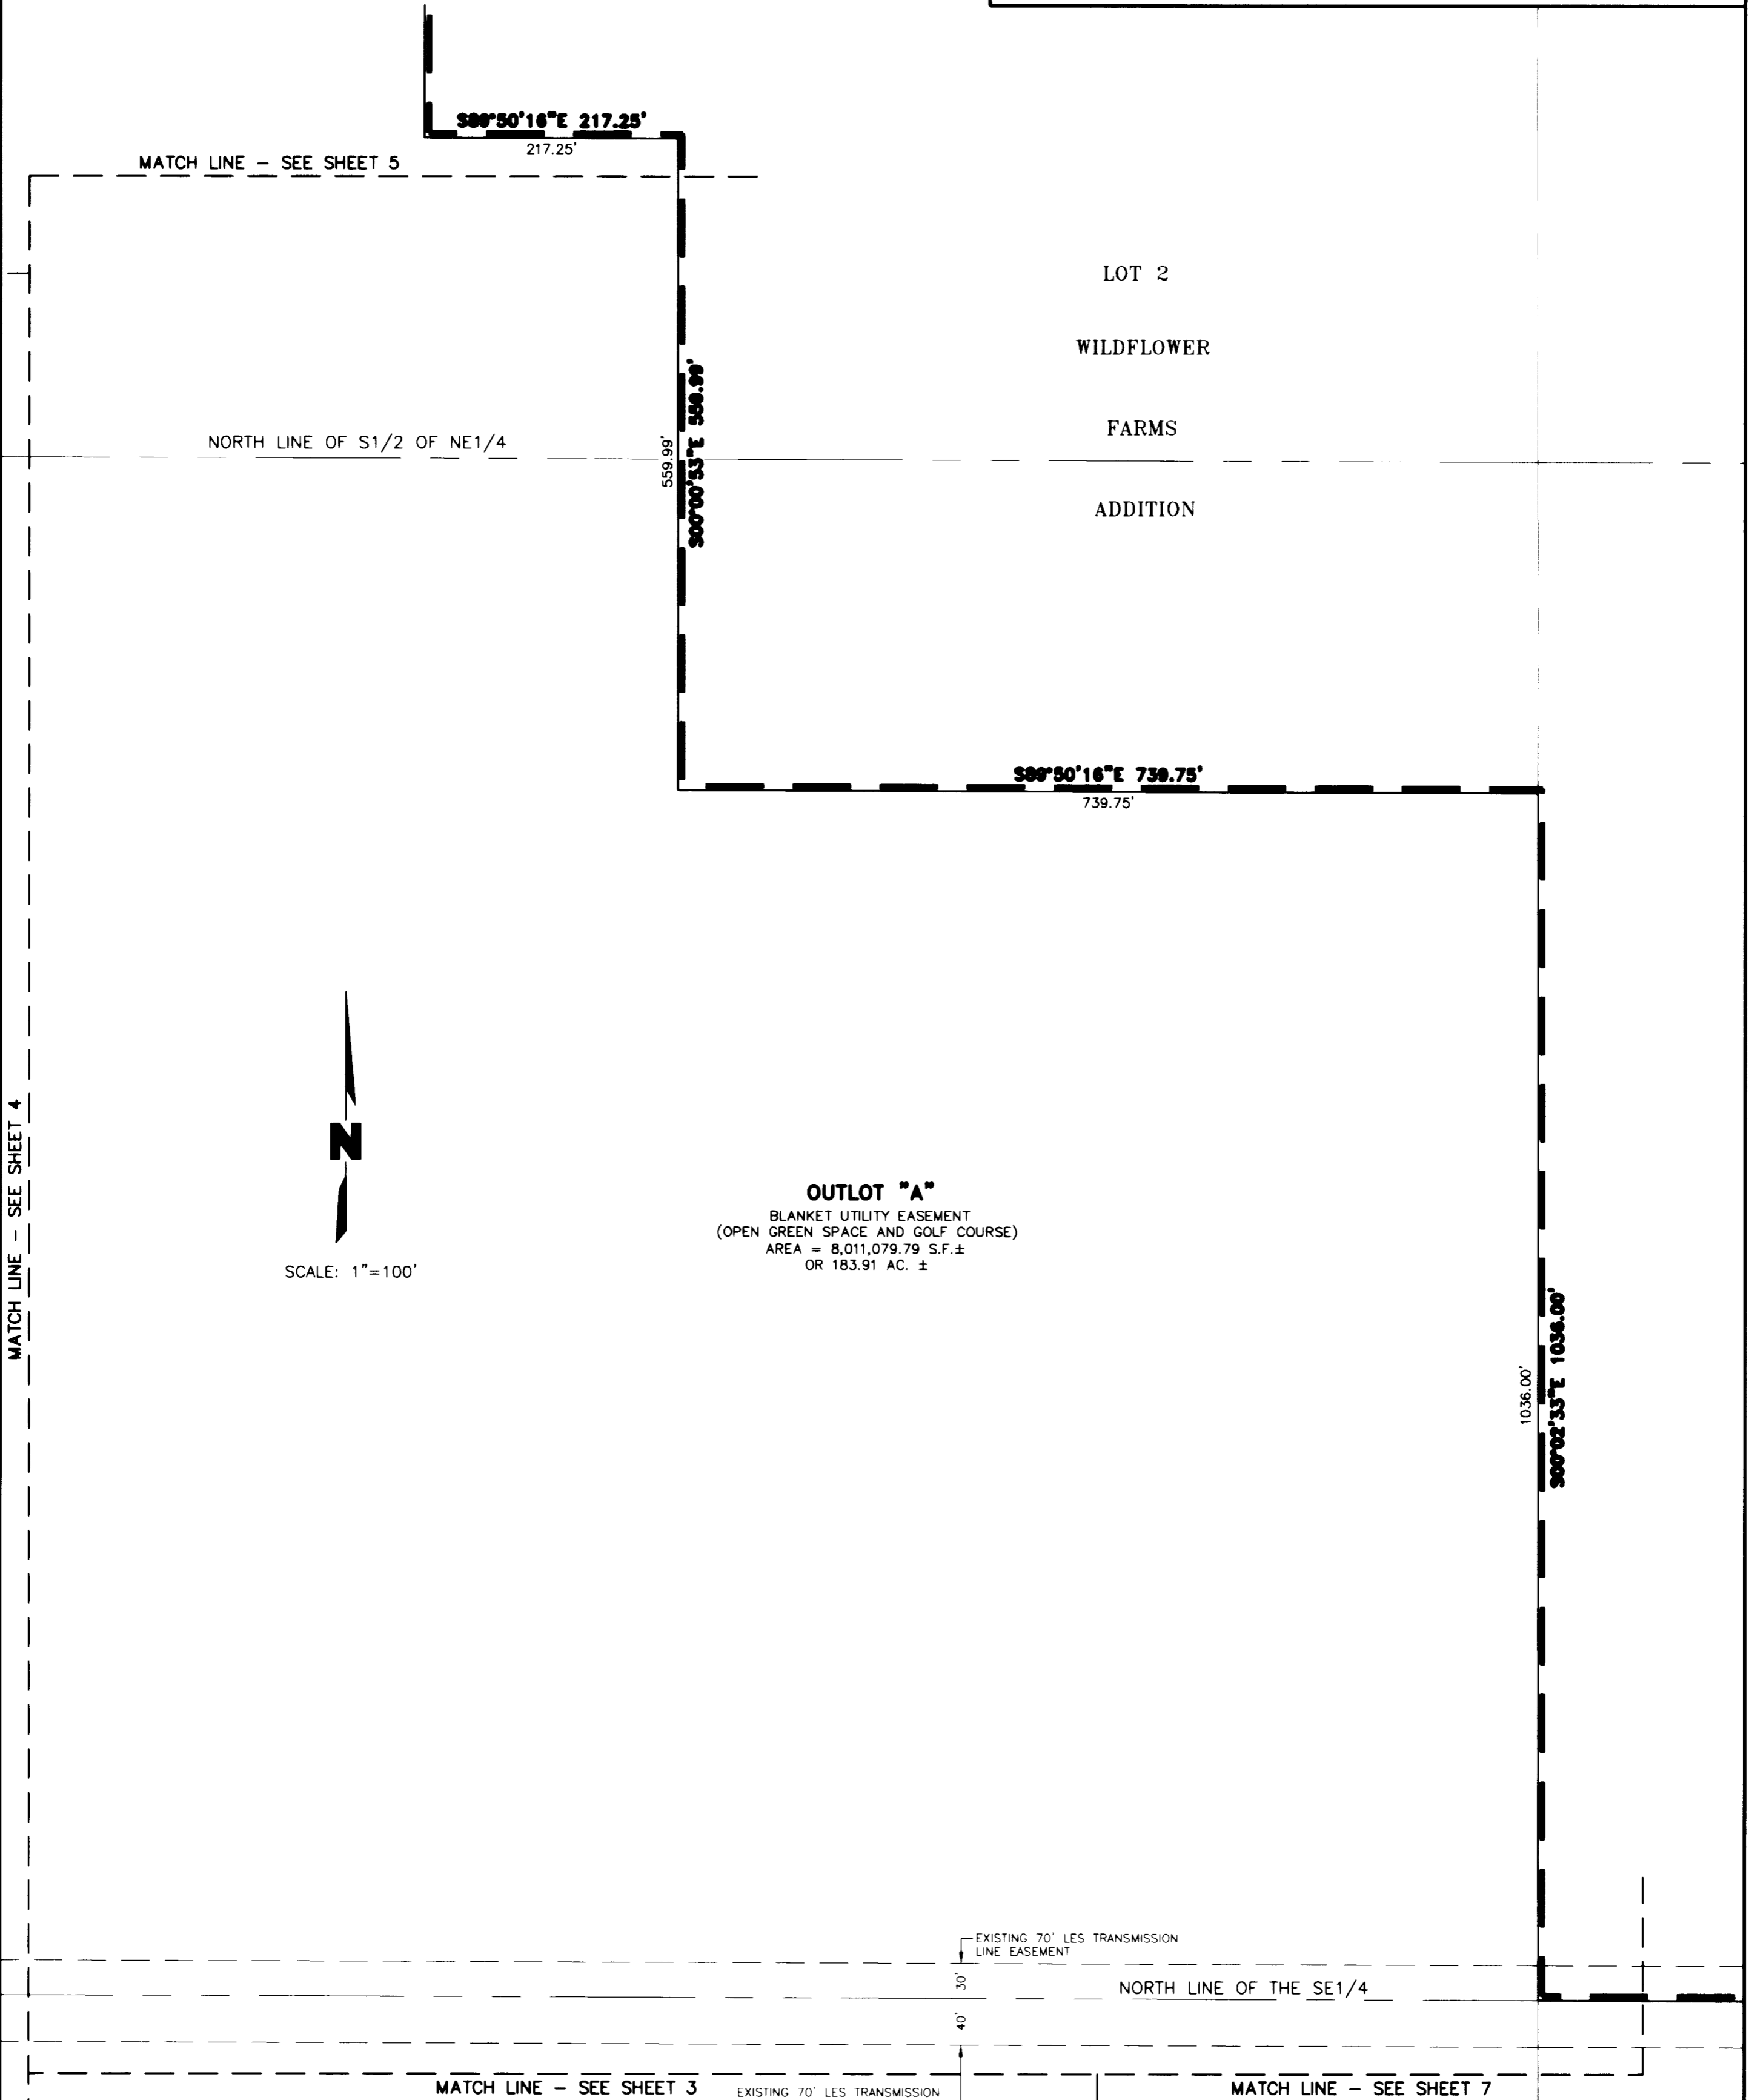 S89°50'16"E 217.25'
217.25'
MATCH LINE – SEE SHEET 5
LOT 2
WILDFLOWER
FARMS
ADDITION
NORTH LINE OF S1/2 OF NE1/4
559.99'
S00°00'53"E 559.99'
S89°50'16"E 739.75'
739.75'
MATCH LINE – SEE SHEET 4
N
SCALE: 1"=100'
OUTLOT "A"
BLANKET UTILITY EASEMENT
(OPEN GREEN SPACE AND GOLF COURSE)
AREA = 8,011,079.79 S.F.±
OR 183.91 AC. ±
1036.00'
S00°02'33"E 1036.00'
EXISTING 70' LES TRANSMISSION
LINE EASEMENT
30'
NORTH LINE OF THE SE1/4
40'
MATCH LINE – SEE SHEET 3
EXISTING 70' LES TRANSMISSION
MATCH LINE – SEE SHEET 7